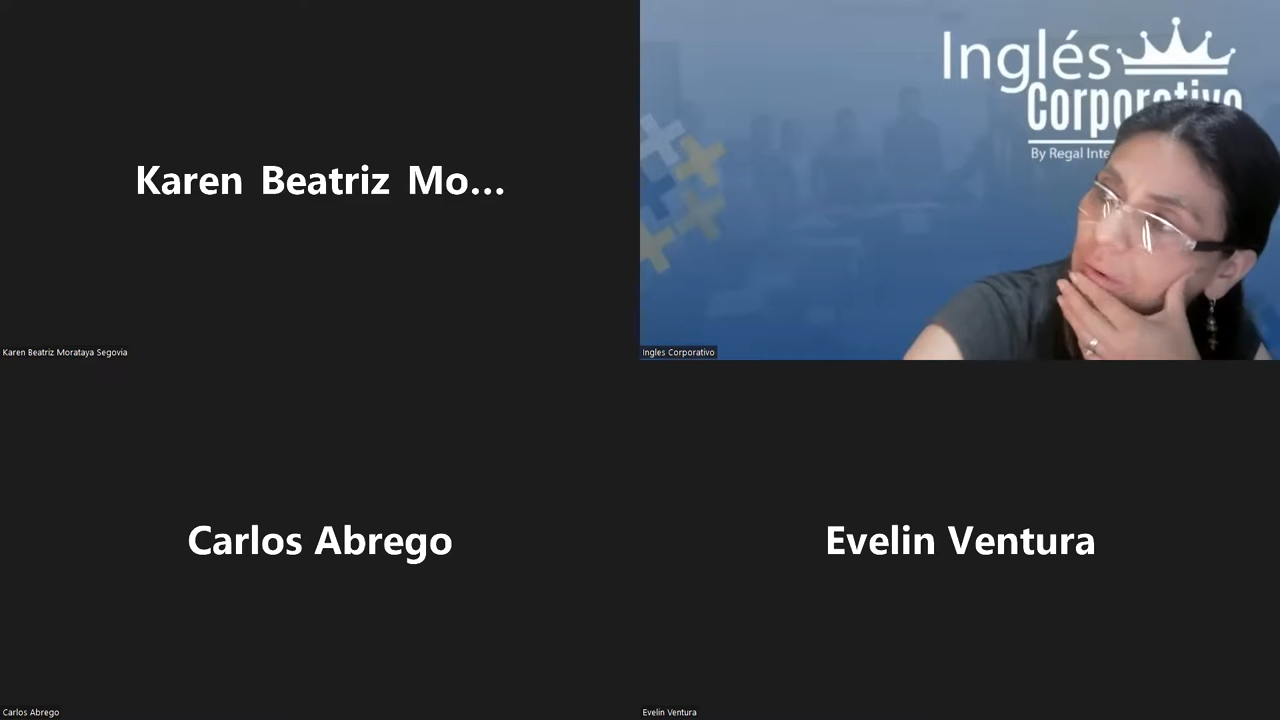 Karen Beatriz Mo...
Karen Beatriz Morataya Segovia
Inglés
Corporativo
By Regal Inte
Ingles Corporativo
Carlos Abrego
Carlos Abrego
Evelin Ventura
Evelin Ventura